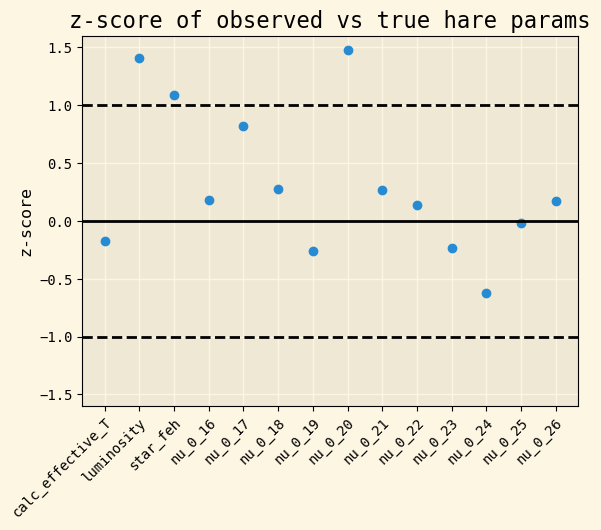 z-score of observed vs true hare params
z-score
1.5
1.0
0.5
0.0
−0.5
−1.0
−1.5
calc_effective_T
luminosity
star_feh
nu_0_16
nu_0_17
nu_0_18
nu_0_19
nu_0_20
nu_0_21
nu_0_22
nu_0_23
nu_0_24
nu_0_25
nu_0_26